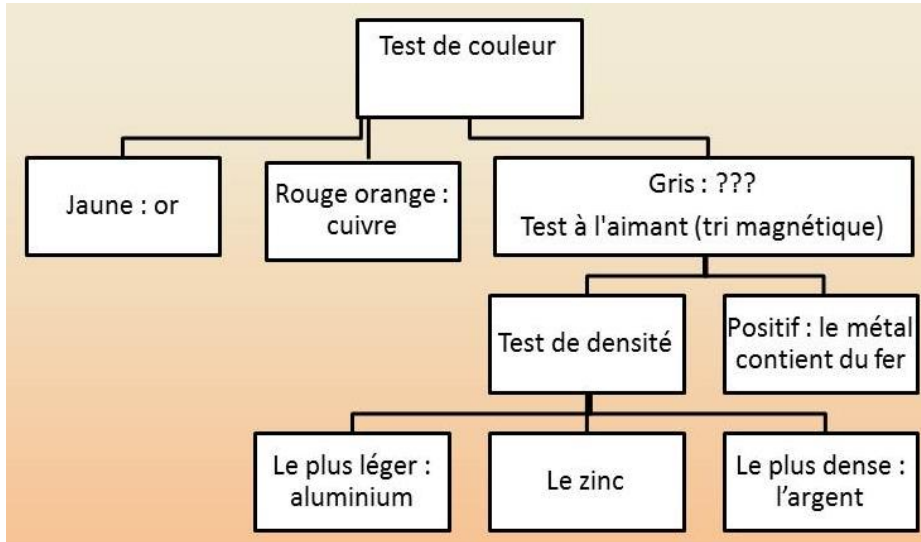 Test de couleur
Jaune : or
Rouge orange :
cuivre
Gris : ???
Test à l'aimant (tri magnétique)
Test de densité
Positif : le métal
contient du fer
Le plus léger :
aluminium
Le zinc
Le plus dense :
l’argent